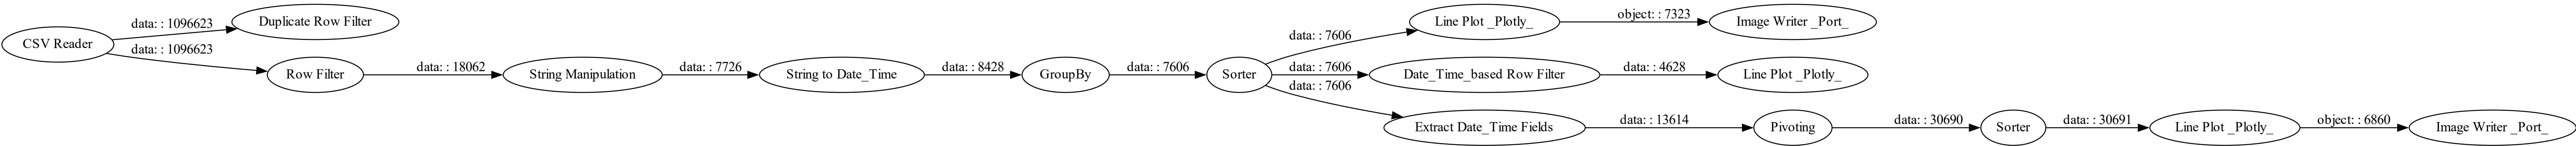 CSV Reader
data: : 1096623
Duplicate Row Filter
data: : 1096623
Row Filter
data: : 18062
String Manipulation
data: : 7726
String to Date_Time
data: : 8428
GroupBy
data: : 7606
Sorter
data: : 7606
Line Plot _Plotly_
object: : 7323
Image Writer _Port_
data: : 7606
Date_Time_based Row Filter
data: : 4628
Line Plot _Plotly_
data: : 7606
Extract Date_Time Fields
data: : 13614
Pivoting
data: : 30690
Sorter
data: : 30691
Line Plot _Plotly_
object: : 6860
Image Writer _Port_